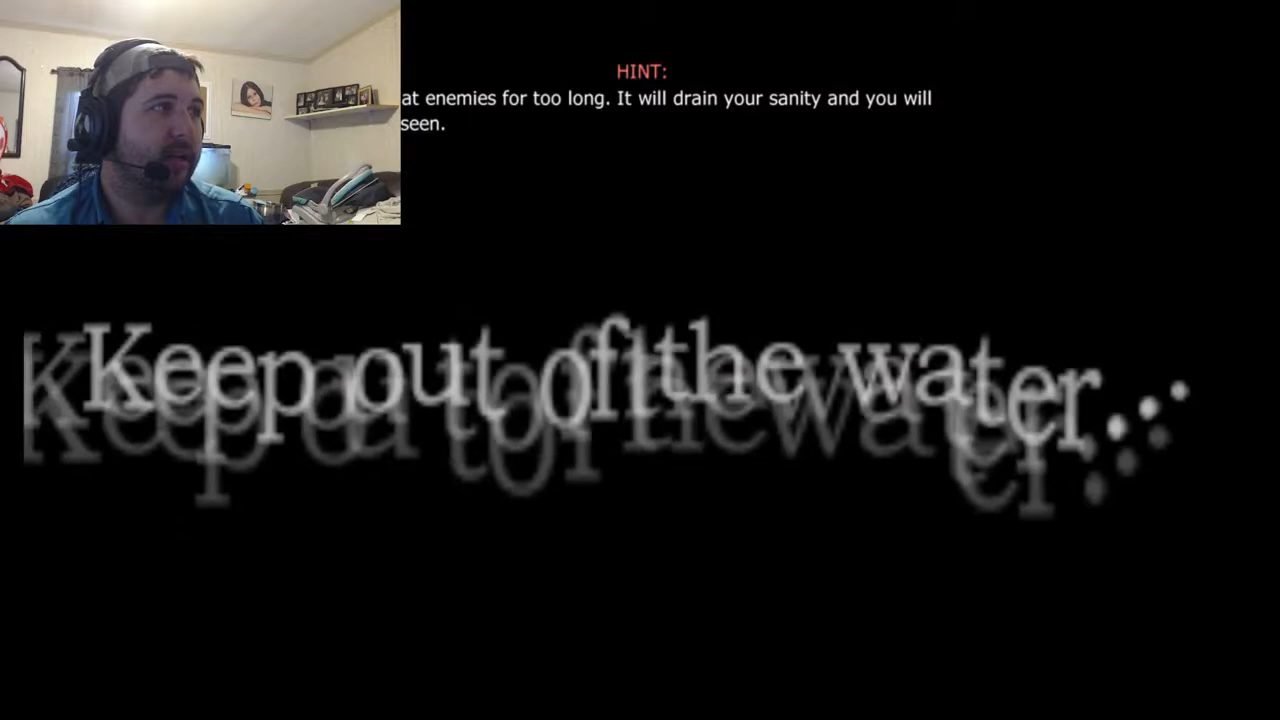 HINT:
at enemies for too long. It will drain your sanity and you will
seen.
Keep out of the water...